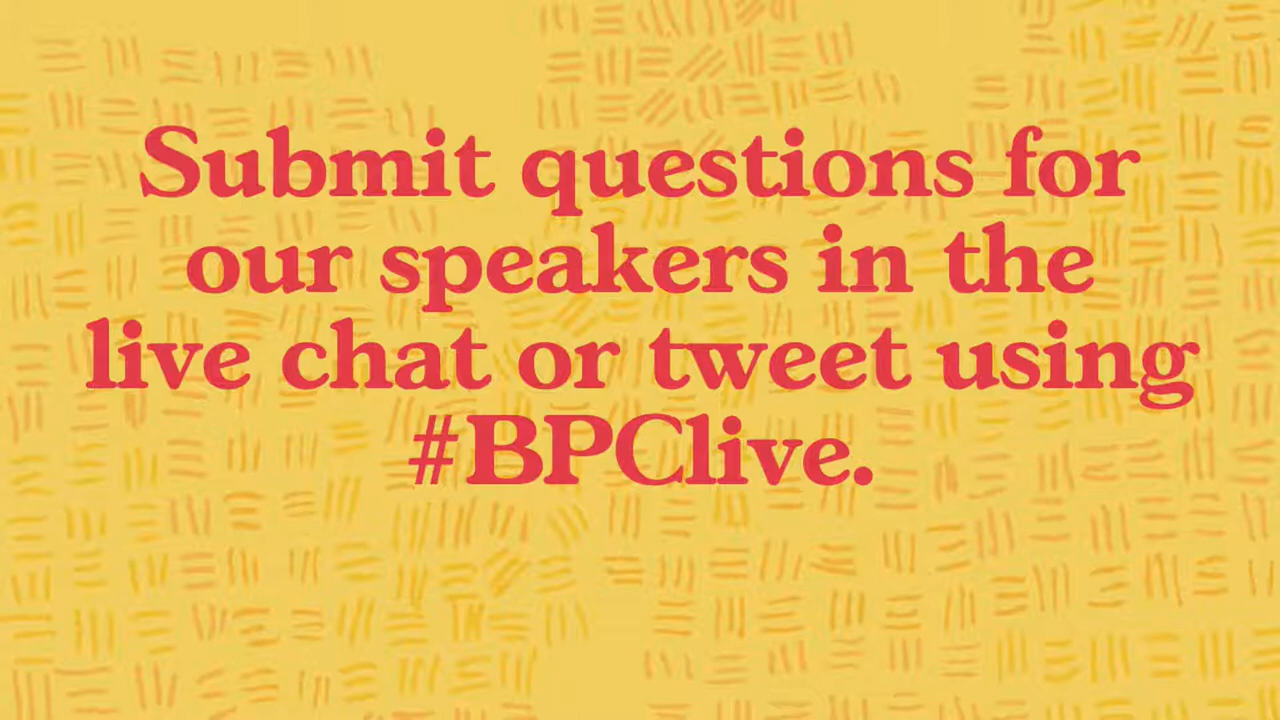 Submit questions for
our speakers in the
live chat or tweet using
#BPClive.